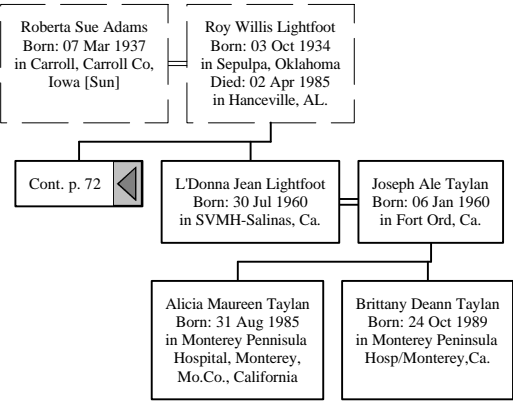 Roberta Sue Adams
Born: 07 Mar 1937
in Carroll, Carroll Co,
Iowa [Sun]
Roy Willis Lightfoot
Born: 03 Oct 1934
in Sepulpa, Oklahoma
Died: 02 Apr 1985
in Hanceville, AL.
Cont. p. 72
L'Donna Jean Lightfoot
Born: 30 Jul 1960
in SVMH-Salinas, Ca.
Joseph Ale Taylan
Born: 06 Jan 1960
in Fort Ord, Ca.
Alicia Maureen Taylan
Born: 31 Aug 1985
in Monterey Pennisula
Hospital, Monterey,
Mo.Co., California
Brittany Deann Taylan
Born: 24 Oct 1989
in Monterey Peninsula
Hosp/Monterey,Ca.